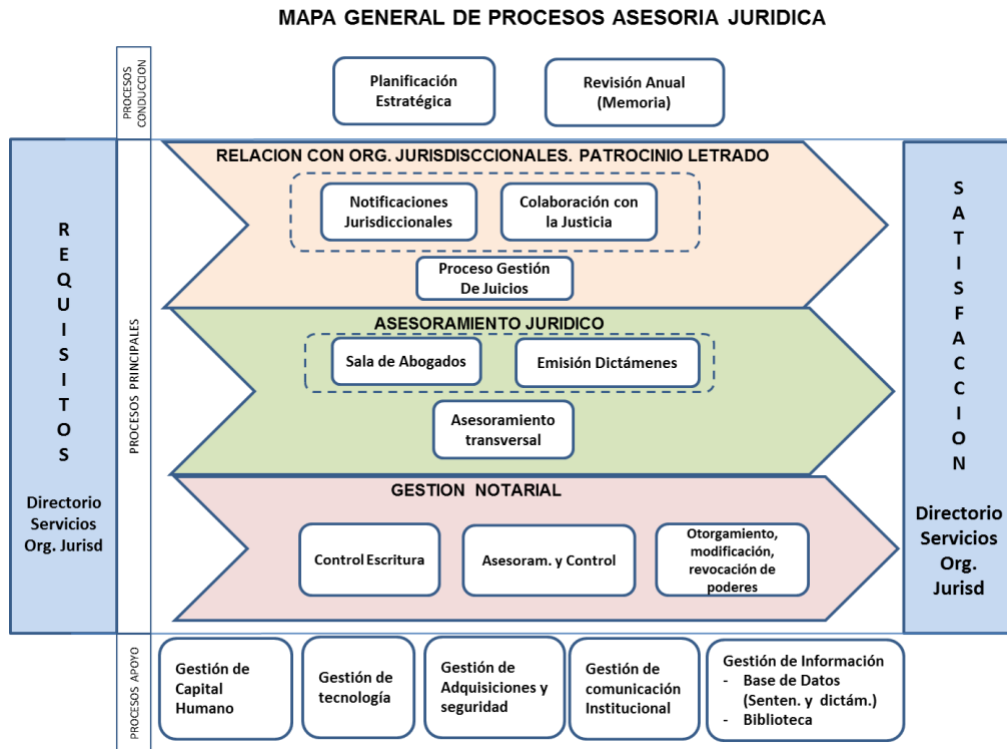 MAPA GENERAL DE PROCESOS ASESORIA JURIDICA
PROCESOS
CONDUCCION
Planificación
Estratégica
Revisión Anual
(Memoria)
REQUISITOS
Directorio
Servicios
Org. Jurisd
PROCESOS PRINCIPALES
RELACION CON ORG. JURISDISCCIONALES. PATROCINIO LETRADO
Notificaciones
Jurisdiccionales
Colaboración con
la Justicia
Proceso Gestión
De Juicios
ASESORAMIENTO JURIDICO
Sala de Abogados
Emisión Dictámenes
Asesoramiento
transversal
GESTION NOTARIAL
Control Escritura
Asesoram. y Control
Otorgamiento,
modificación,
revocación de
poderes
SATISFACCION
Directorio
Servicios
Org.
Jurisd
PROCESOS APOYO
Gestión de
Capital
Humano
Gestión de
tecnología
Gestión de
Adquisiciones y
seguridad
Gestión de
comunicación
Institucional
Gestión de Información
- Base de Datos
(Senten. y dictám.)
- Biblioteca